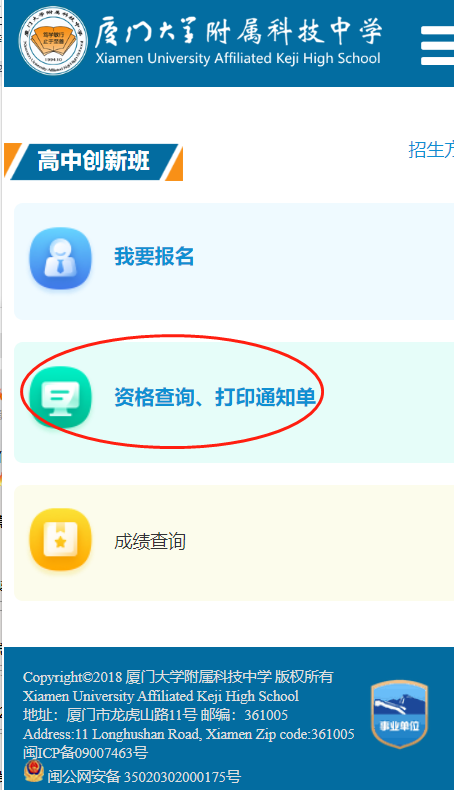 厦门大学附属科技中学
Xiamen University Affiliated Keji High School
招生方
高中创新班
我要报名
资格查询、打印通知单
成绩查询
Copyright©2018 厦门大学附属科技中学 版权所有
Xiamen University Affiliated Keji High School
地址：厦门市龙虎山路11号 邮编：361005
Address:11 Longhushan Road, Xiamen Zip code:361005
闽ICP备09007463号
闽公网安备 35020302000175号
事业单位